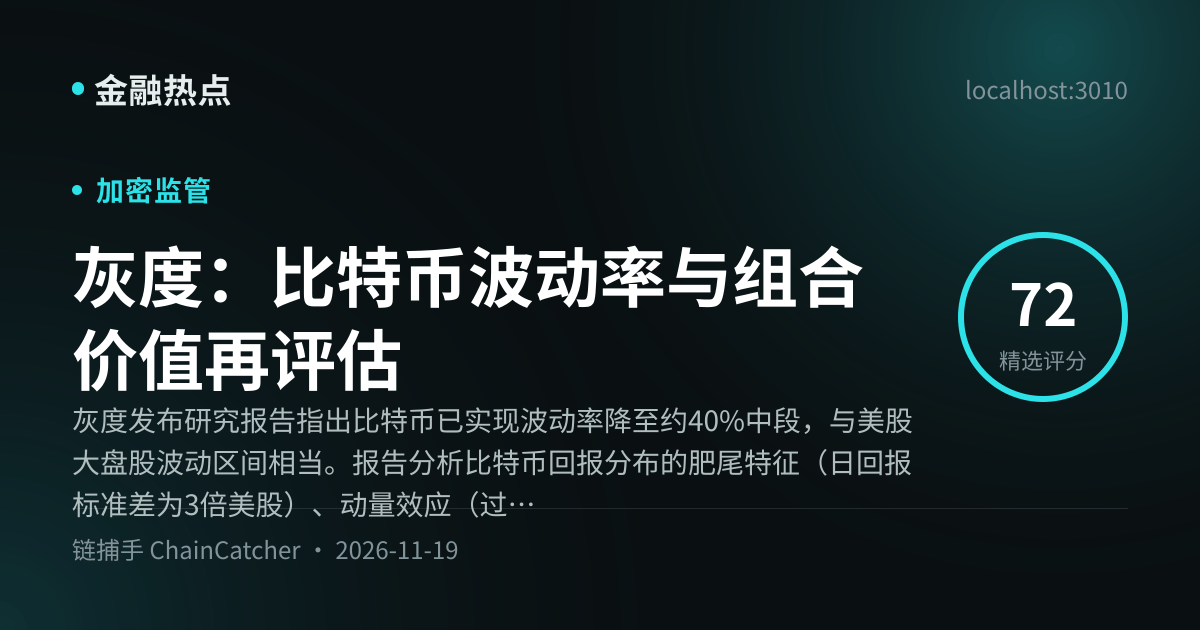 金融热点
localhost:3010
加密监管
灰度：比特币波动率与组合
价值再评估
72
精选评分
灰度发布研究报告指出比特币已实现波动率降至约40%中段，与美股
大盘股波动区间相当。报告分析比特币回报分布的肥尾特征（日回报
标准差为3倍美股）、动量效应（过…
链捕手 ChainCatcher · 2026-11-19